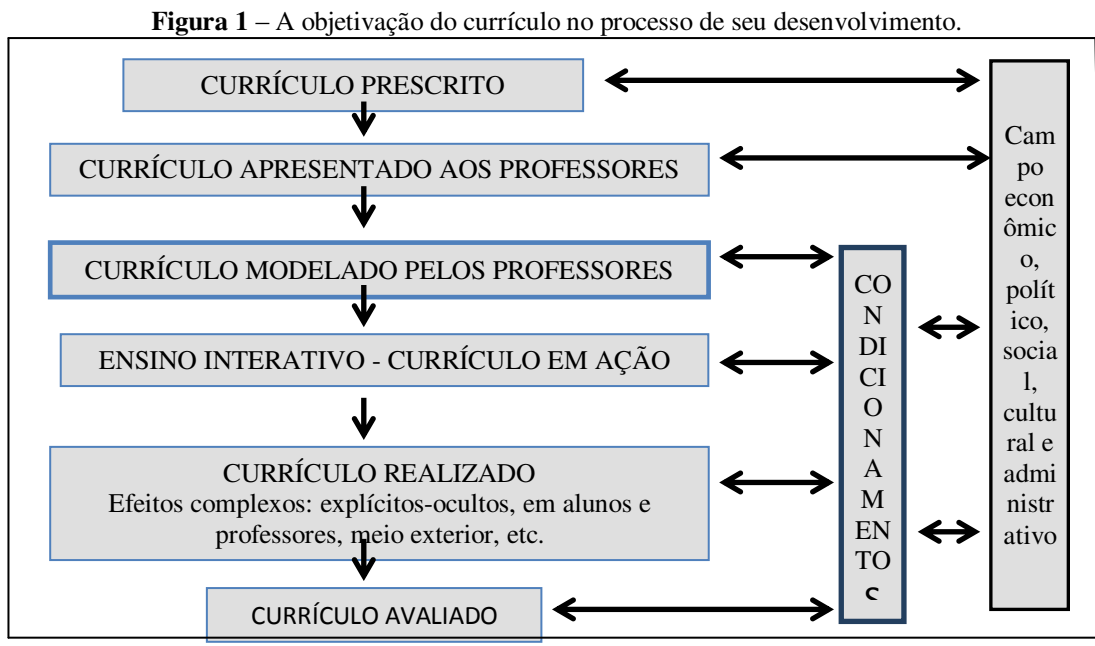 Figura 1 – A objetivação do currículo no processo de seu desenvolvimento.
CURRÍCULO PRESCRITO
CURRÍCULO APRESENTADO AOS PROFESSORES
CURRÍCULO MODELADO PELOS PROFESSORES
ENSINO INTERATIVO - CURRÍCULO EM AÇÃO
CURRÍCULO REALIZADO
Efeitos complexos: explícitos-ocultos, em alunos e
professores, meio exterior, etc.
CURRÍCULO AVALIADO
CO
N
DI
CI
O
N
A
M
EN
TO
S
Cam
po
econ
ômic
o,
polít
ico,
socia
l,
cultu
ral e
admi
nistr
ativo